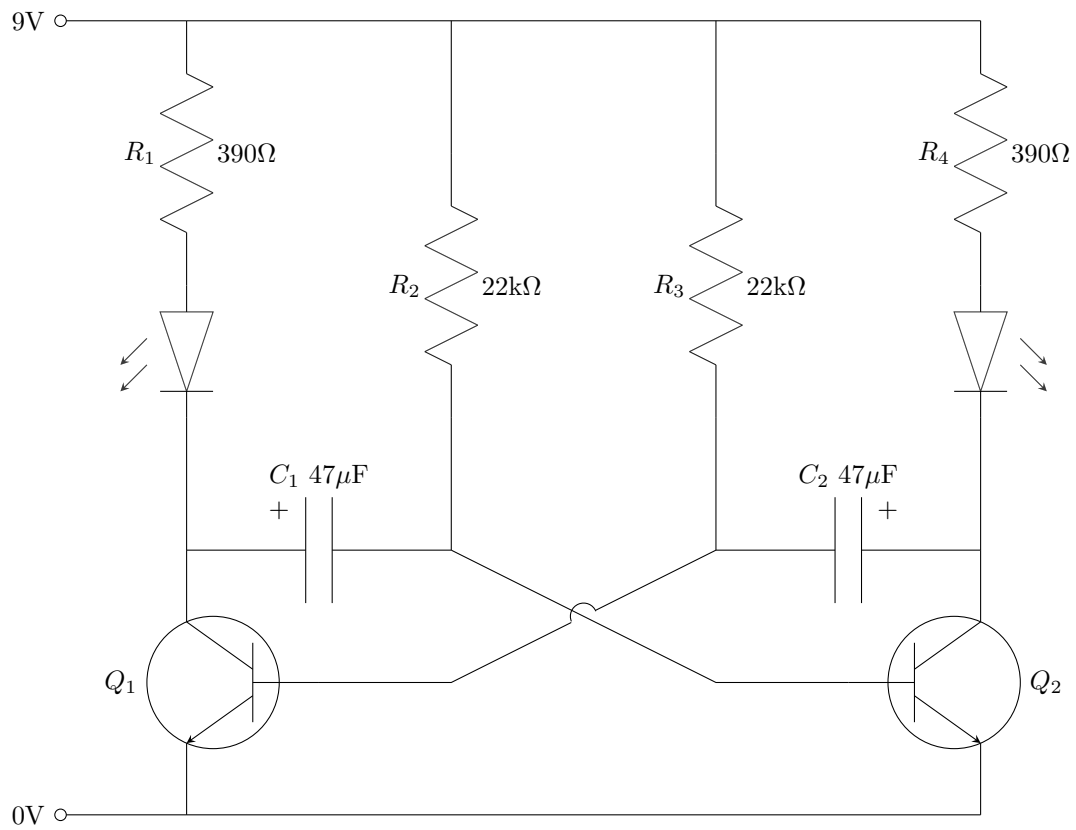 9V
R₁ 390Ω
R₄ 390Ω
R₂ 22kΩ
R₃ 22kΩ
C₁ 47μF
+
C₂ 47μF
+
Q₁
Q₂
0V